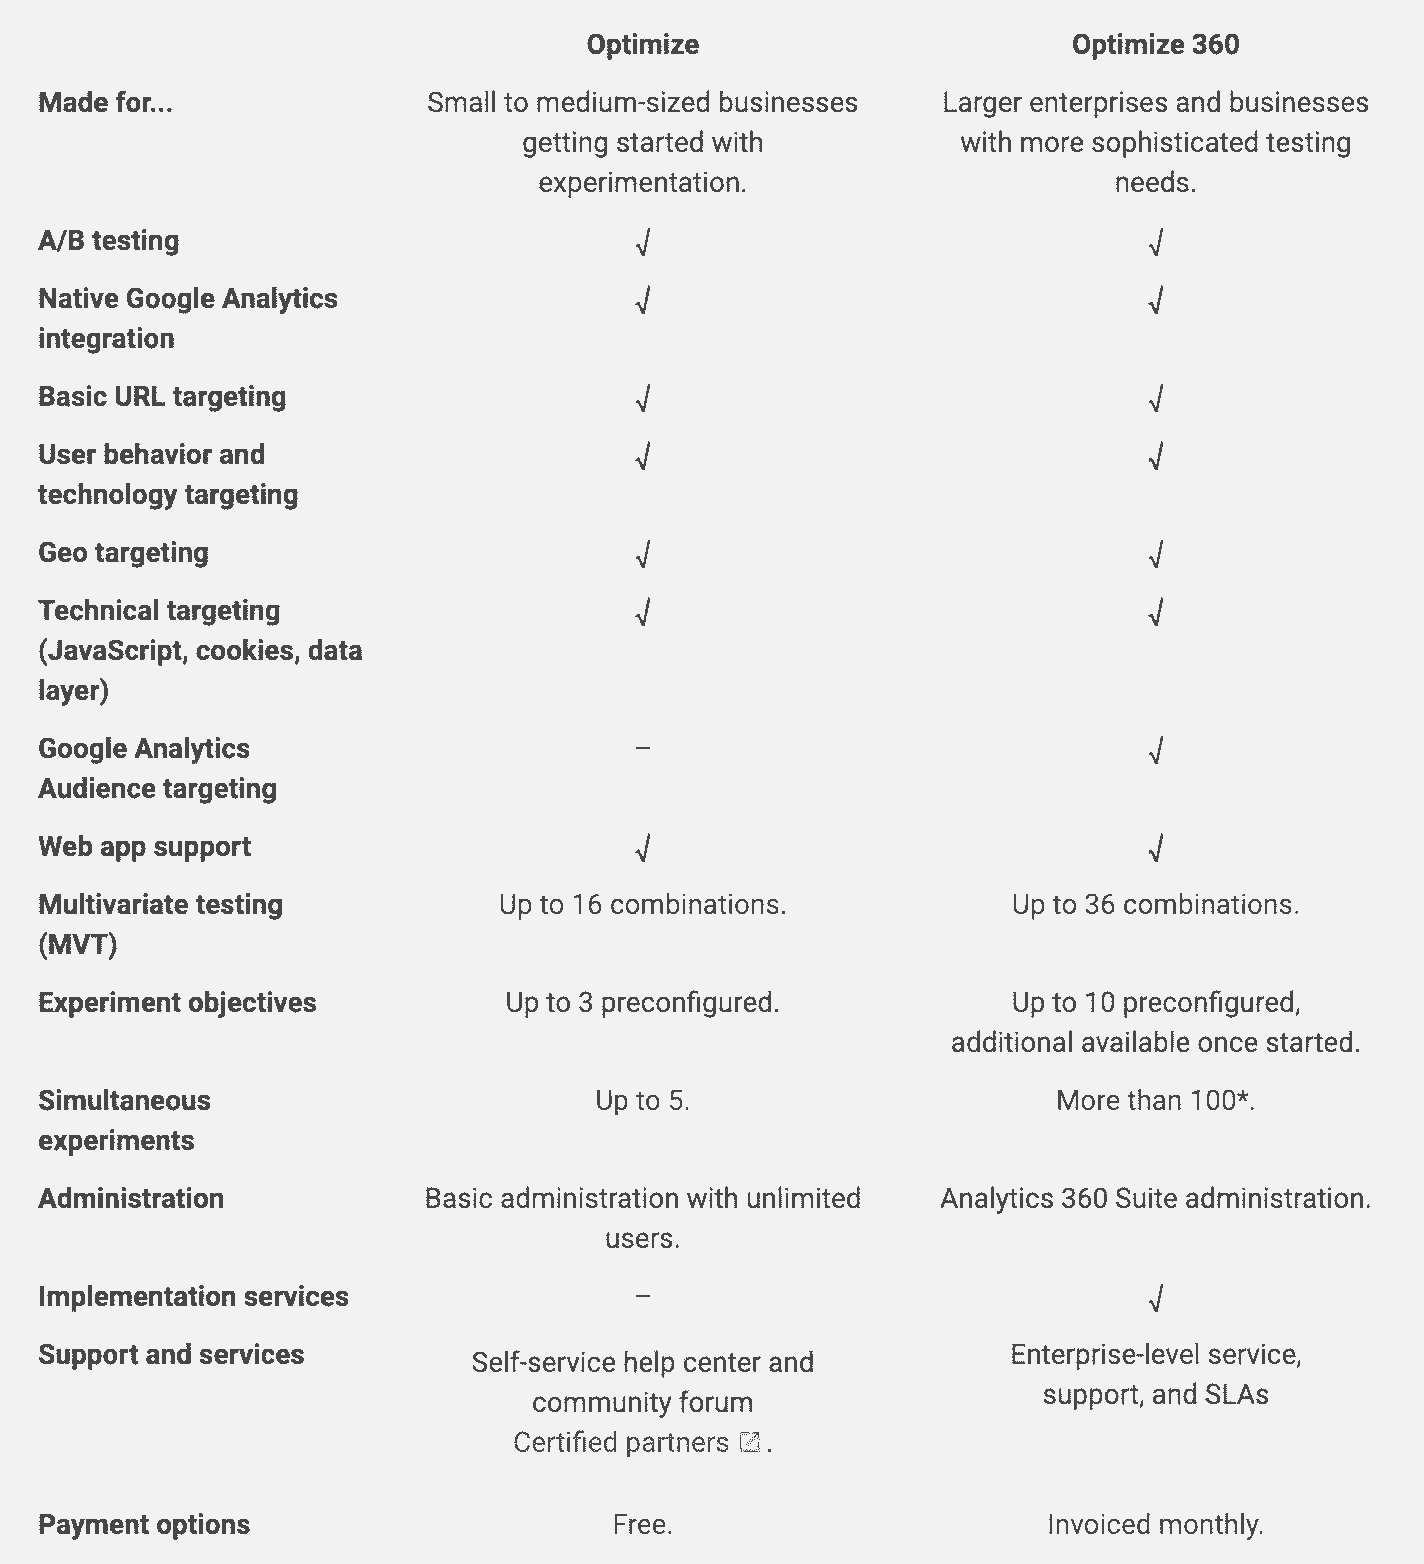 Optimize Optimize 360
Made for... Small to medium-sized businesses Larger enterprises and businesses
getting started with with more sophisticated testing
experimentation. needs.
A/B testing √ √
Native Google Analytics √ √
integration
Basic URL targeting √ √
User behavior and √ √
technology targeting
Geo targeting √ √
Technical targeting √ √
(JavaScript, cookies, data
layer)
Google Analytics – √
Audience targeting
Web app support √ √
Multivariate testing Up to 16 combinations. Up to 36 combinations.
(MVT)
Experiment objectives Up to 3 preconfigured. Up to 10 preconfigured,
additional available once started.
Simultaneous Up to 5. More than 100*.
experiments
Administration Basic administration with unlimited Analytics 360 Suite administration.
users.
Implementation services – √
Support and services Self-service help center and Enterprise-level service,
community forum support, and SLAs
Certified partners .
Payment options Free. Invoiced monthly.